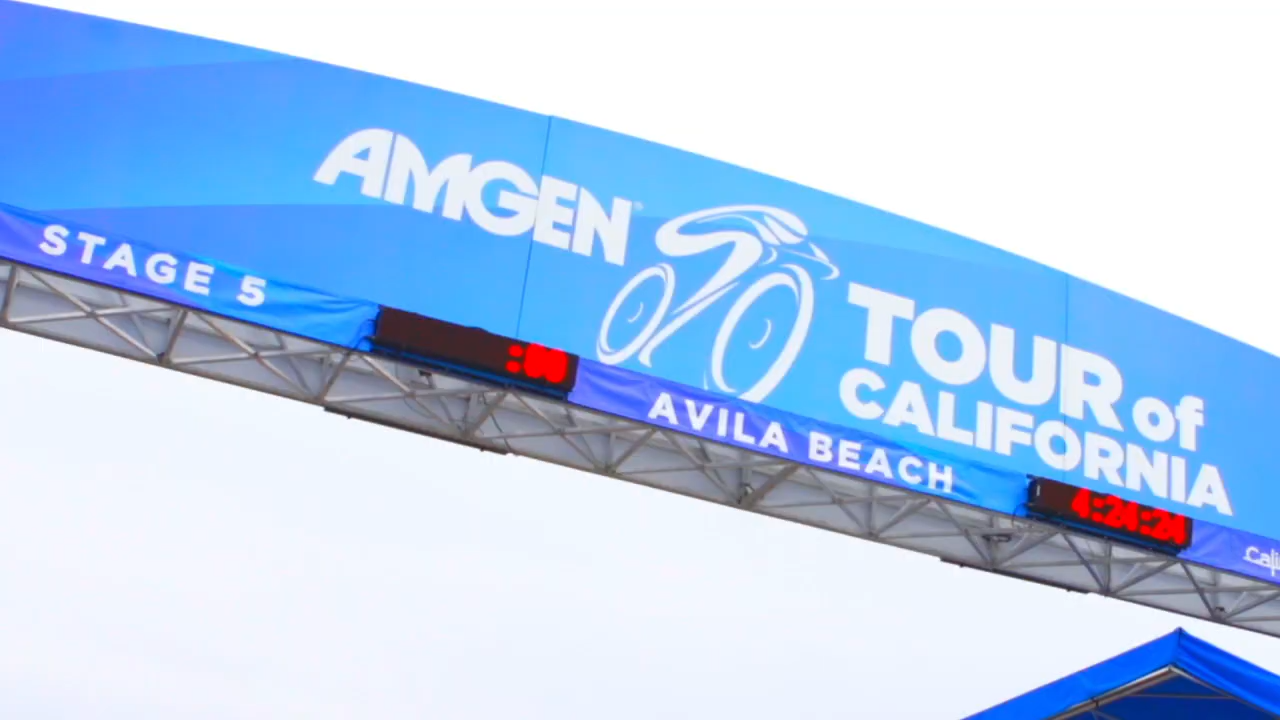 AMGEN
TOUR of
CALIFORNIA
STAGE 5
:00
AVILA BEACH
4:24:24